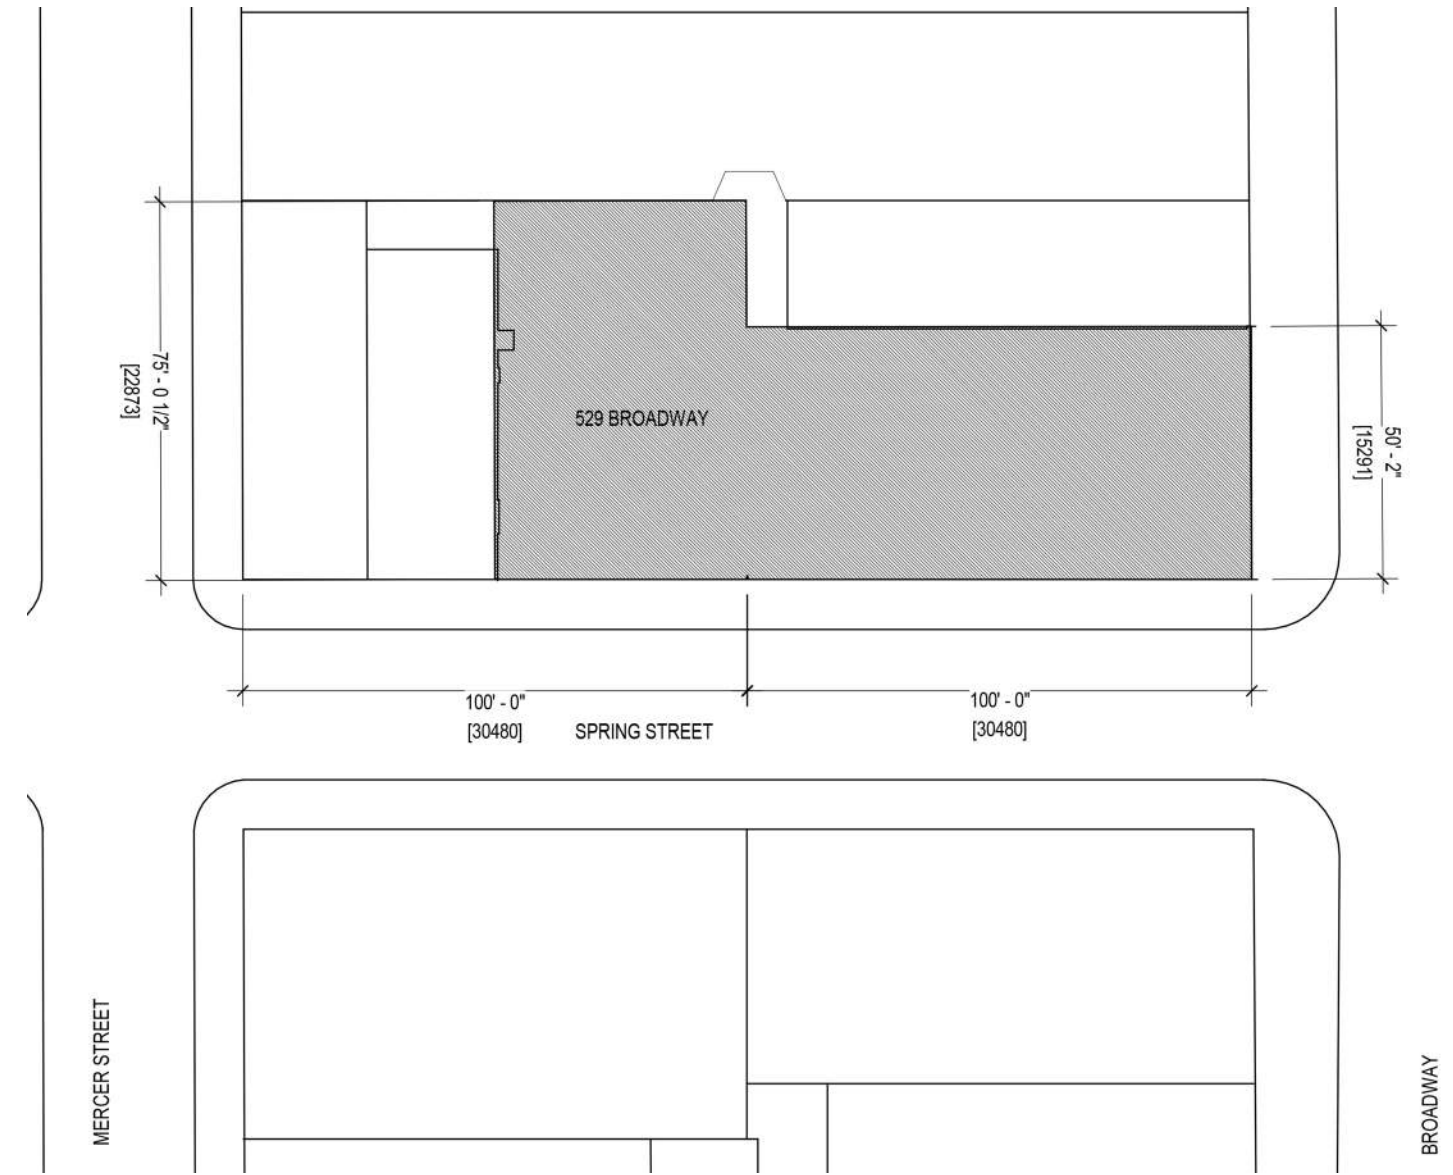 75' - 0 1/2"
[22873]
529 BROADWAY
50' - 2"
[15291]
100' - 0"
[30480]
SPRING STREET
100' - 0"
[30480]
MERCER STREET
BROADWAY